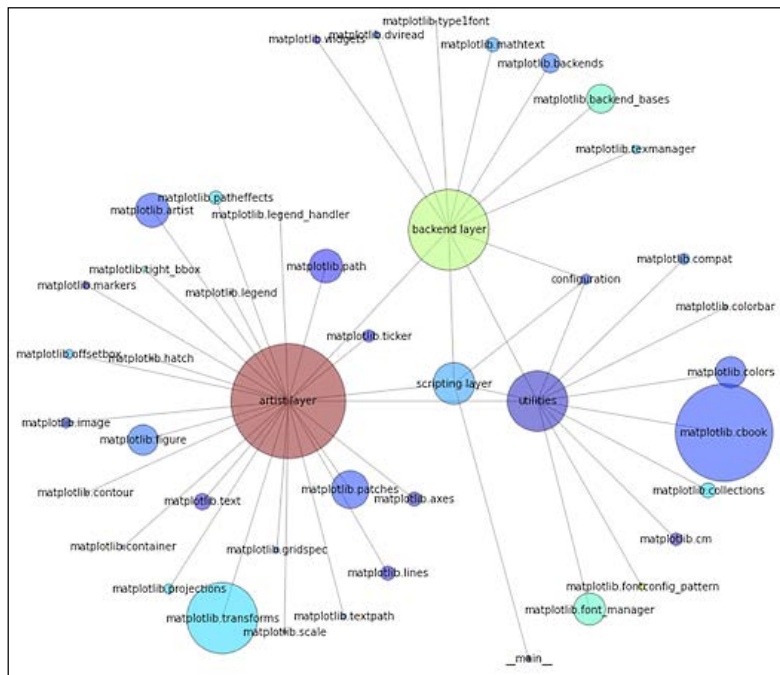 matplotlib.type1font
matplotlib.widgets
matplotlib.dviread
matplotlib.mathtext
matplotlib.backends
matplotlib.backend_bases
matplotlib.texmanager
matplotlib.patheffects
matplotlib.artist
matplotlib.legend_handler
backend layer
matplotlib.compat
matplotlib.tight_bbox
matplotlib.path
matplotlib.markers
matplotlib.legend
configuration
matplotlib.colorbar
matplotlib.ticker
matplotlib.offsetbox
matplotlib.hatch
matplotlib.colors
scripting layer
artist layer
utilities
matplotlib.image
matplotlib.figure
matplotlib.cbook
matplotlib.contour
matplotlib.text
matplotlib.patches
matplotlib.axes
matplotlib.collections
matplotlib.container
matplotlib.gridspec
matplotlib.cm
matplotlib.lines
matplotlib.projections
matplotlib.fontconfig_pattern
matplotlib.transforms
matplotlib.textpath
matplotlib.font_manager
matplotlib.scale
__main__